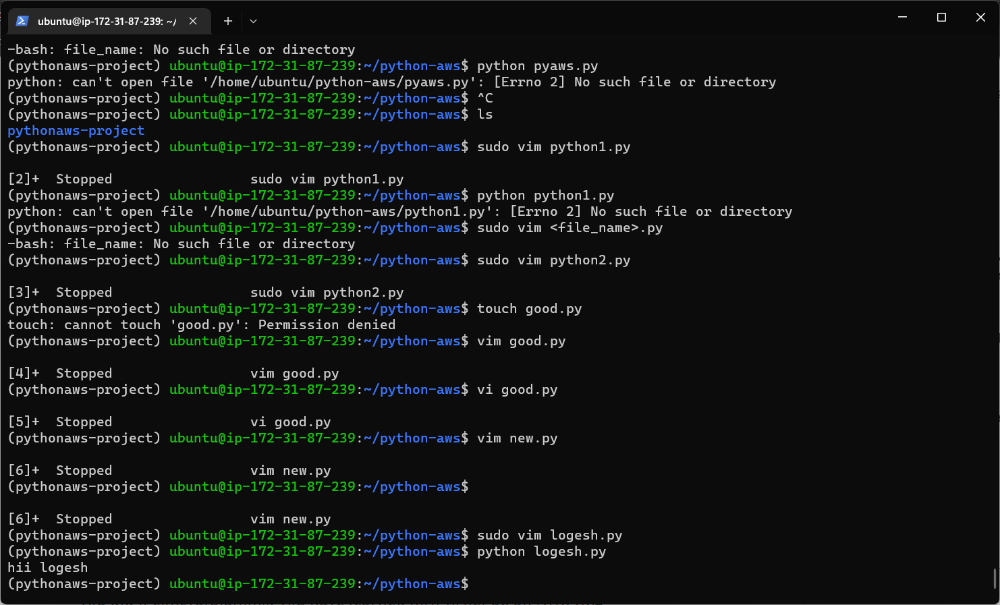 ubuntu@ip-172-31-87-239: ~/
-bash: file_name: No such file or directory
(pythonaws-project) ubuntu@ip-172-31-87-239:~/python-aws$ python pyaws.py
python: can't open file '/home/ubuntu/python-aws/pyaws.py': [Errno 2] No such file or directory
(pythonaws-project) ubuntu@ip-172-31-87-239:~/python-aws$ ^C
(pythonaws-project) ubuntu@ip-172-31-87-239:~/python-aws$ ls
pythonaws-project
(pythonaws-project) ubuntu@ip-172-31-87-239:~/python-aws$ sudo vim python1.py
[2]+  Stopped                 sudo vim python1.py
(pythonaws-project) ubuntu@ip-172-31-87-239:~/python-aws$ python python1.py
python: can't open file '/home/ubuntu/python-aws/python1.py': [Errno 2] No such file or directory
(pythonaws-project) ubuntu@ip-172-31-87-239:~/python-aws$ sudo vim <file_name>.py
-bash: file_name: No such file or directory
(pythonaws-project) ubuntu@ip-172-31-87-239:~/python-aws$ sudo vim python2.py
[3]+  Stopped                 sudo vim python2.py
(pythonaws-project) ubuntu@ip-172-31-87-239:~/python-aws$ touch good.py
touch: cannot touch 'good.py': Permission denied
(pythonaws-project) ubuntu@ip-172-31-87-239:~/python-aws$ vim good.py
[4]+  Stopped                 vim good.py
(pythonaws-project) ubuntu@ip-172-31-87-239:~/python-aws$ vi good.py
[5]+  Stopped                 vi good.py
(pythonaws-project) ubuntu@ip-172-31-87-239:~/python-aws$ vim new.py
[6]+  Stopped                 vim new.py
(pythonaws-project) ubuntu@ip-172-31-87-239:~/python-aws$
[6]+  Stopped                 vim new.py
(pythonaws-project) ubuntu@ip-172-31-87-239:~/python-aws$ sudo vim logesh.py
(pythonaws-project) ubuntu@ip-172-31-87-239:~/python-aws$ python logesh.py
hii logesh
(pythonaws-project) ubuntu@ip-172-31-87-239:~/python-aws$